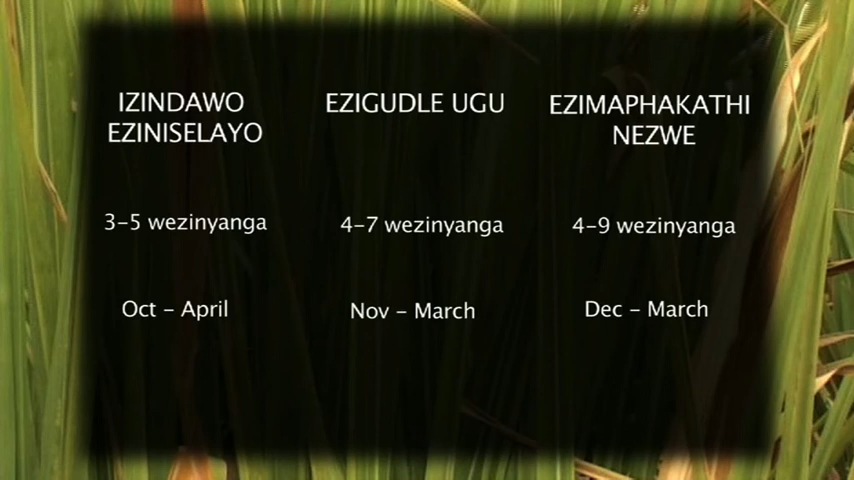 IZINDAWO
EZINISELAYO
EZIGUDLE UGU
EZIMAPHAKATHI
NEZWE
3-5 wezinyanga
4-7 wezinyanga
4-9 wezinyanga
Oct - April
Nov - March
Dec - March